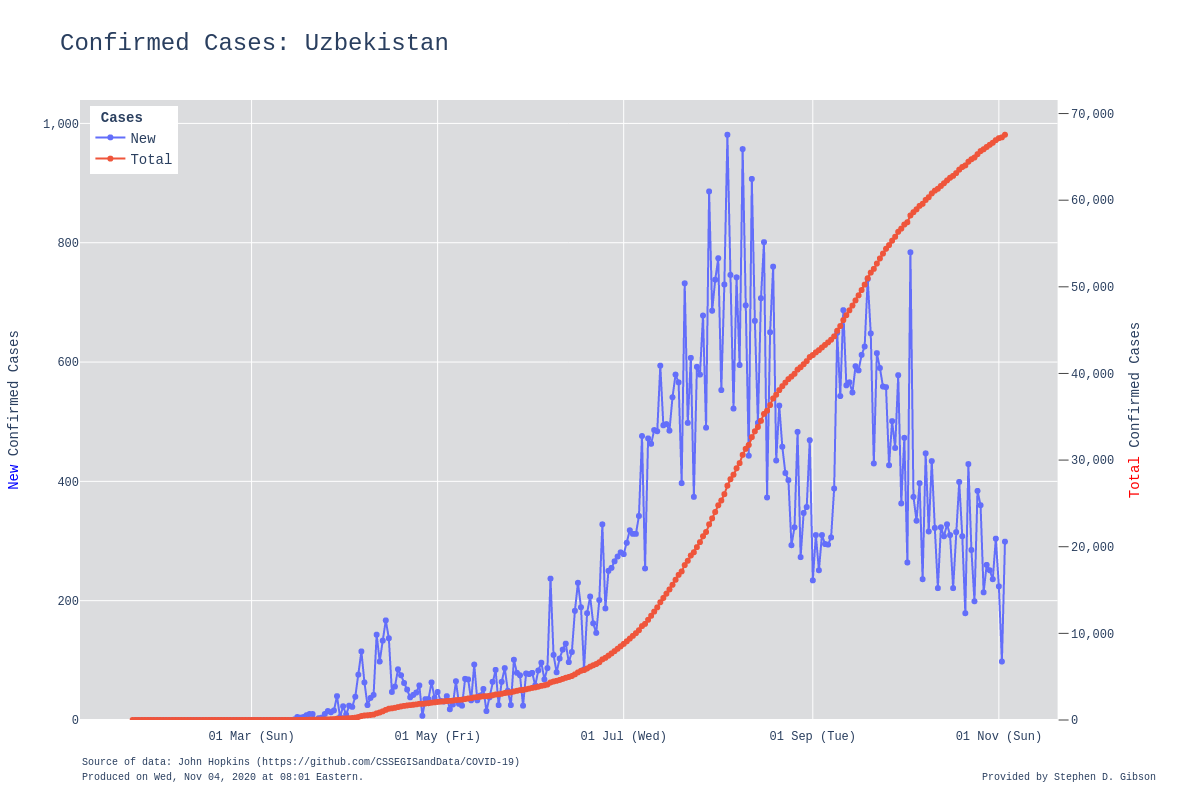 Confirmed Cases: Uzbekistan
Cases
New
Total
1,000
800
600
400
200
0
70,000
60,000
50,000
40,000
30,000
20,000
10,000
0
New Confirmed Cases
Total Confirmed Cases
01 Mar (Sun)
01 May (Fri)
01 Jul (Wed)
01 Sep (Tue)
01 Nov (Sun)
Source of data: John Hopkins (https://github.com/CSSEGISandData/COVID-19)
Produced on Wed, Nov 04, 2020 at 08:01 Eastern.
Provided by Stephen D. Gibson